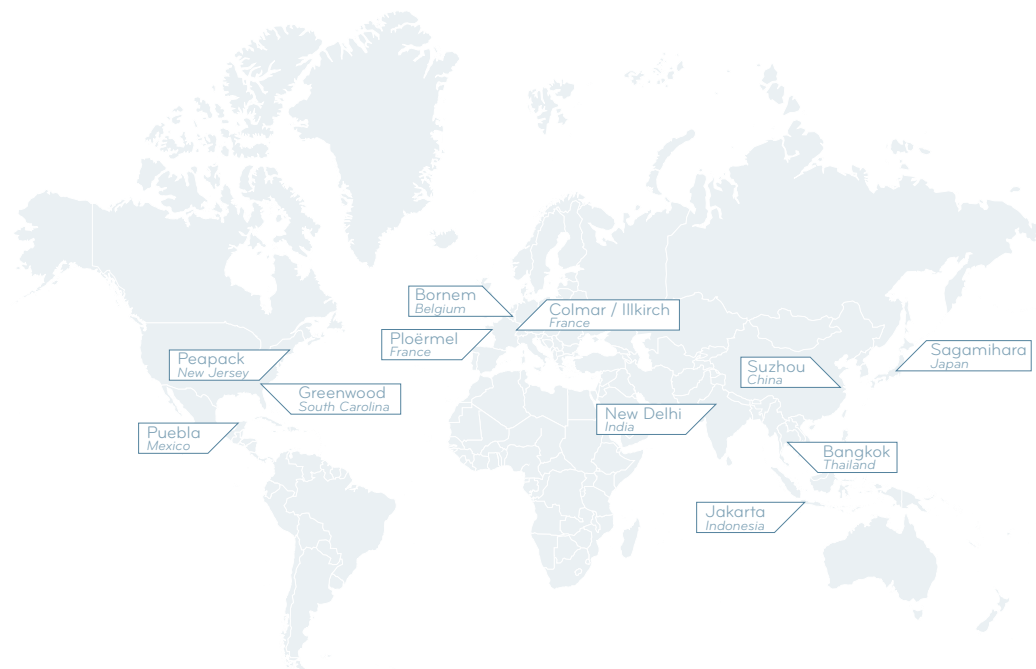 Bornem
Belgium
Colmar / Illkirch
France
Ploërmel
France
Sagamihara
Japan
Peapack
New Jersey
Suzhou
China
Greenwood
South Carolina
New Delhi
India
Puebla
Mexico
Bangkok
Thailand
Jakarta
Indonesia